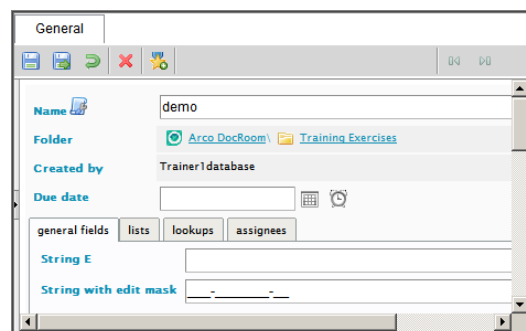 General
Name demo
Folder Arco DocRoom\ Training Exercises
Created by Trainer1database
Due date
general fields lists lookups assignees
String E
String with edit mask ___-_______-__